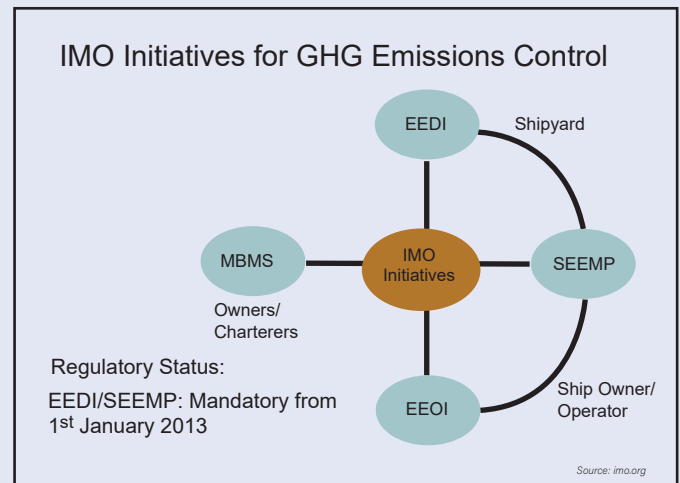 IMO Initiatives for GHG Emissions Control
EEDI
Shipyard
MBMS
IMO
Initiatives
SEEMP
Owners/
Charterers
Regulatory Status:
EEDI/SEEMP: Mandatory from
1st January 2013
EEOI
Ship Owner/
Operator
Source: imo.org